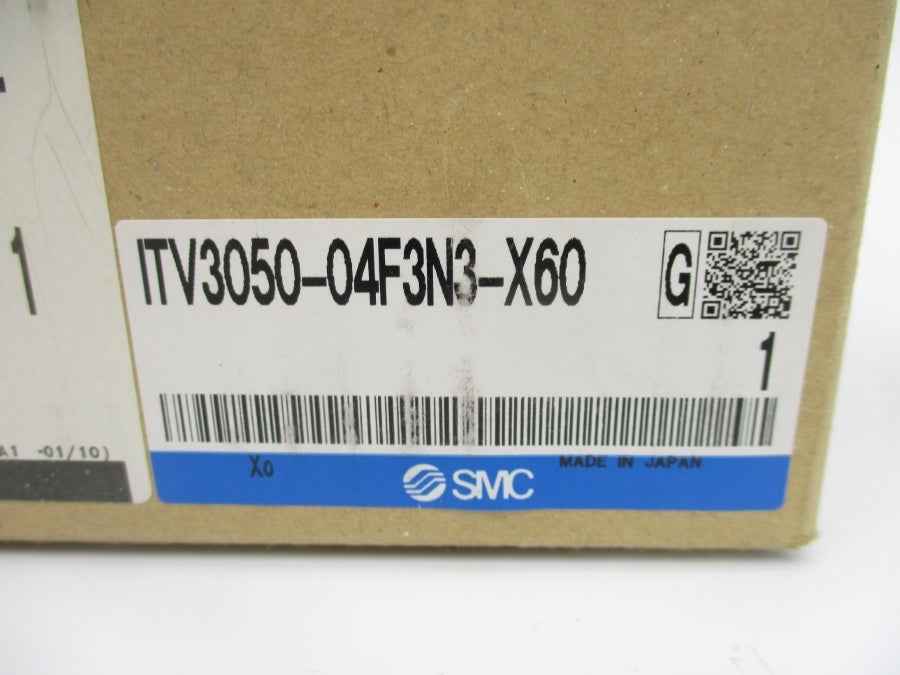 1
A1 -01/10)
ITV3050-04F3N3-X60
G
1
X0
SMC
MADE IN JAPAN